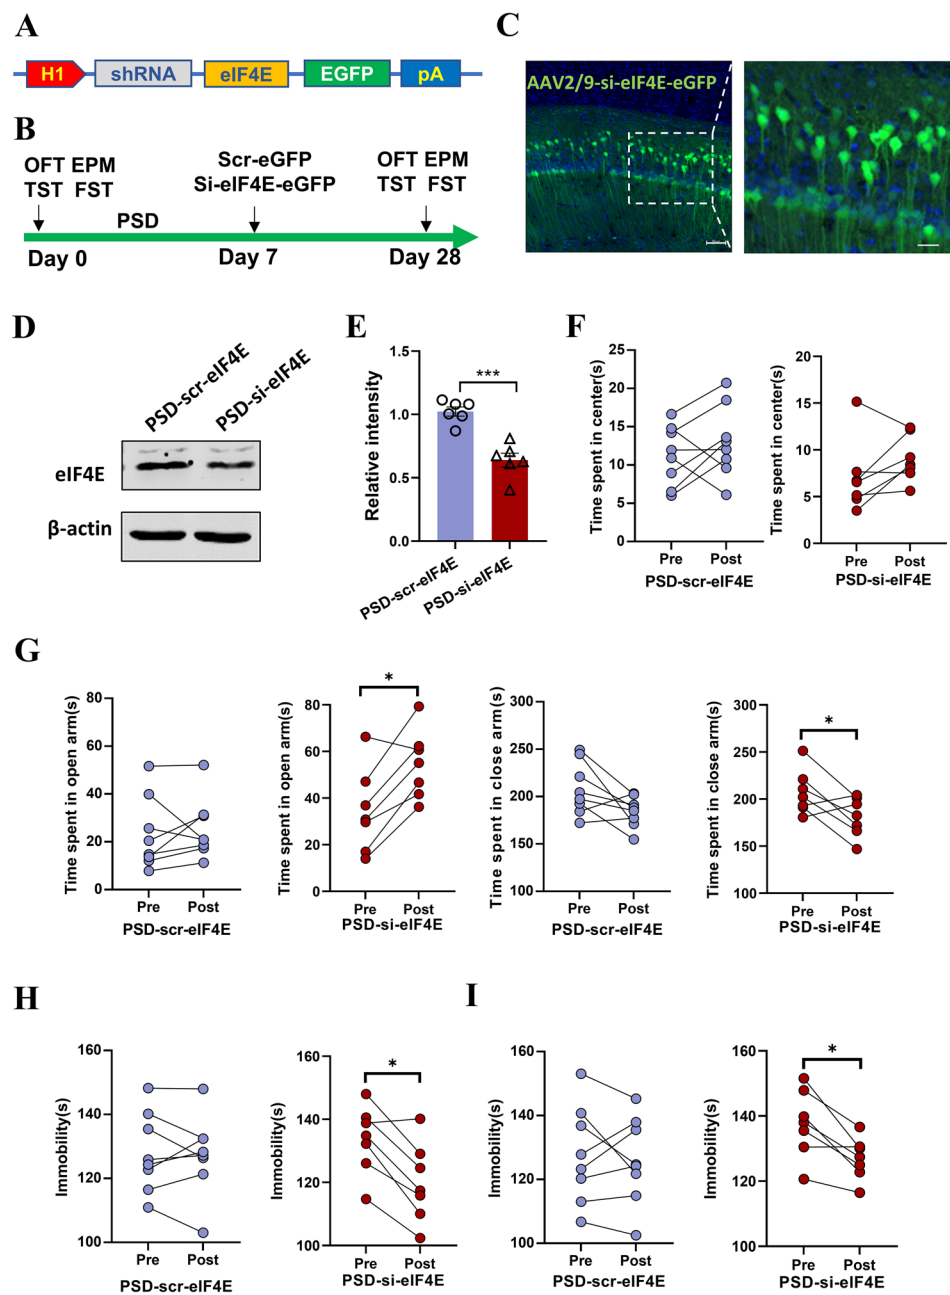 A
H1 shRNA eIF4E EGFP pA
B
OFT EPM
TST FST
Scr-eGFP
Si-eIF4E-eGFP
OFT EPM
TST FST
PSD
Day 0
Day 7
Day 28
C
AAV2/9-si-eIF4E-eGFP
D
PSD-scr-eIF4E
PSD-si-eIF4E
eIF4E
β-actin
E
Relative intensity
1.5
1.0
0.5
0.0
***
PSD-scr-eIF4E
PSD-si-eIF4E
F
Time spent in center(s)
25
20
15
10
5
0
Pre Post
PSD-scr-eIF4E
Time spent in center(s)
20
15
10
5
0
Pre Post
PSD-si-eIF4E
G
Time spent in open arm(s)
80
60
40
20
0
Pre Post
PSD-scr-eIF4E
Time spent in open arm(s)
80
60
40
20
0
*
Pre Post
PSD-si-eIF4E
Time spent in close arm(s)
300
250
200
150
100
Pre Post
PSD-scr-eIF4E
Time spent in close arm(s)
300
250
200
150
100
*
Pre Post
PSD-si-eIF4E
H
Immobility(s)
160
140
120
100
Pre Post
PSD-scr-eIF4E
Immobility(s)
160
140
120
100
*
Pre Post
PSD-si-eIF4E
I
Immobility(s)
160
140
120
100
Pre Post
PSD-scr-eIF4E
Immobility(s)
160
140
120
100
*
Pre Post
PSD-si-eIF4E